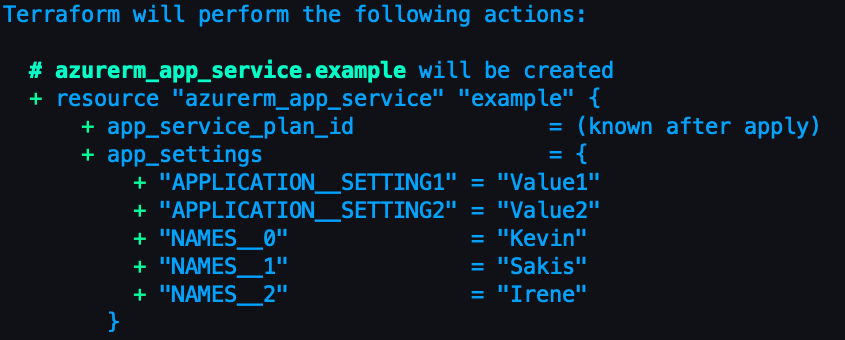 Terraform will perform the following actions:
# azurerm_app_service.example will be created
+ resource "azurerm_app_service" "example" {
+ app_service_plan_id = (known after apply)
+ app_settings = {
+ "APPLICATION__SETTING1" = "Value1"
+ "APPLICATION__SETTING2" = "Value2"
+ "NAMES__0" = "Kevin"
+ "NAMES__1" = "Sakis"
+ "NAMES__2" = "Irene"
}